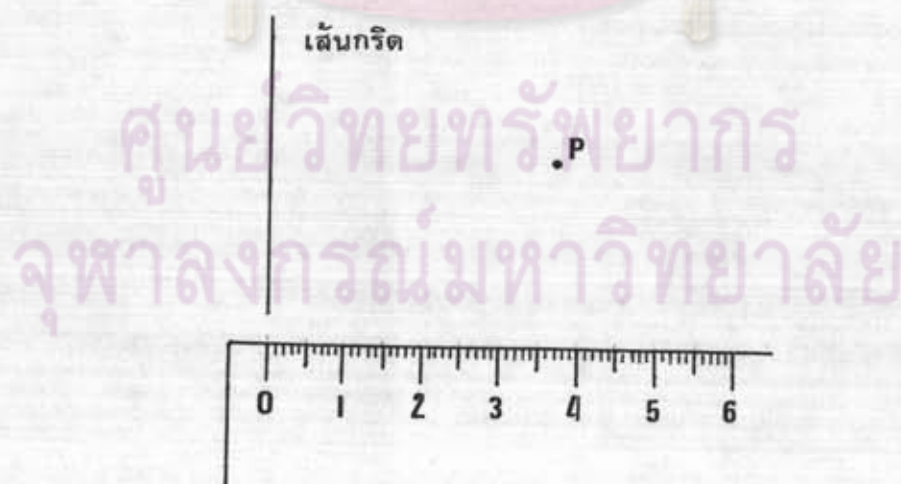 เส้นกริด
ศูนย์วิทยทรัพยากร
P
จุฬาลงกรณ์มหาวิทยาลัย
0 1 2 3 4 5 6